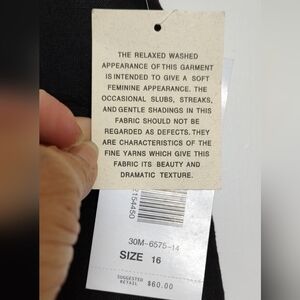 THE RELAXED WASHED
APPEARANCE OF THIS GARMENT
IS INTENDED TO GIVE A SOFT
FEMININE APPEARANCE. THE
OCCASIONAL SLUBS, STREAKS,
AND GENTLE SHADINGS IN THIS
FABRIC SHOULD NOT BE
REGARDED AS DEFECTS. THEY
ARE CHARACTERISTICS OF THE
FINE YARNS WHICH GIVE THIS
FABRIC ITS BEAUTY AND
DRAMATIC TEXTURE.
30M-6575-14
SIZE 16
SUGGESTED
RETAIL $60.00